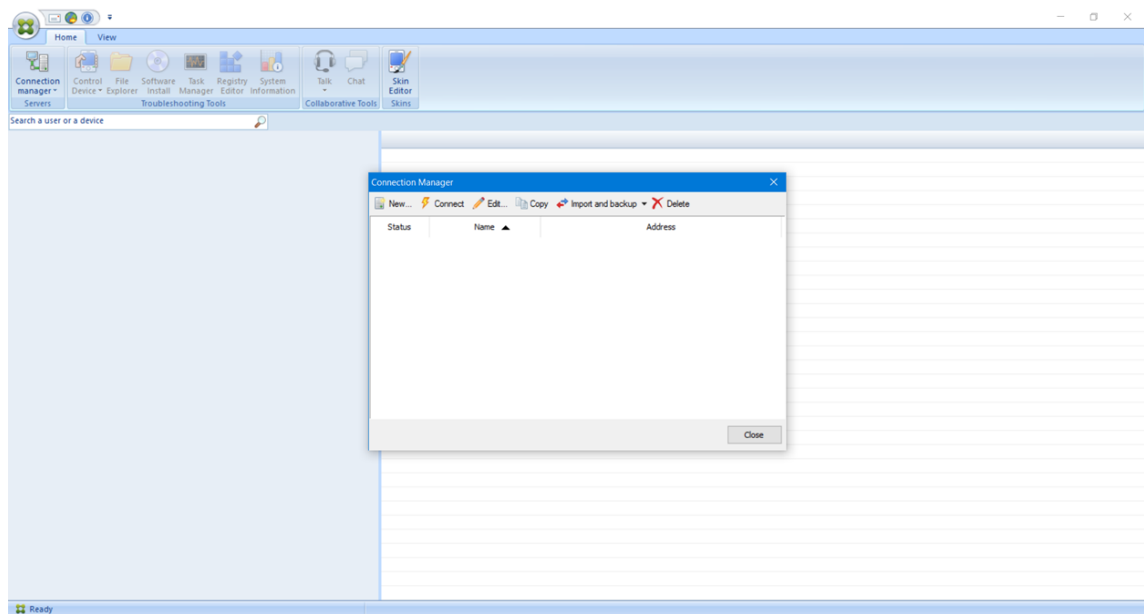 Home View
Connection manager
Control Device
File Explorer
Software Install
Task Manager
Registry Editor
System Information
Talk
Chat
Skin Editor
Servers Troubleshooting Tools Collaborative Tools Skins
Search a user or a device
Connection Manager
New... Connect Edit... Copy Import and backup Delete
Status Name Address
Close
Ready